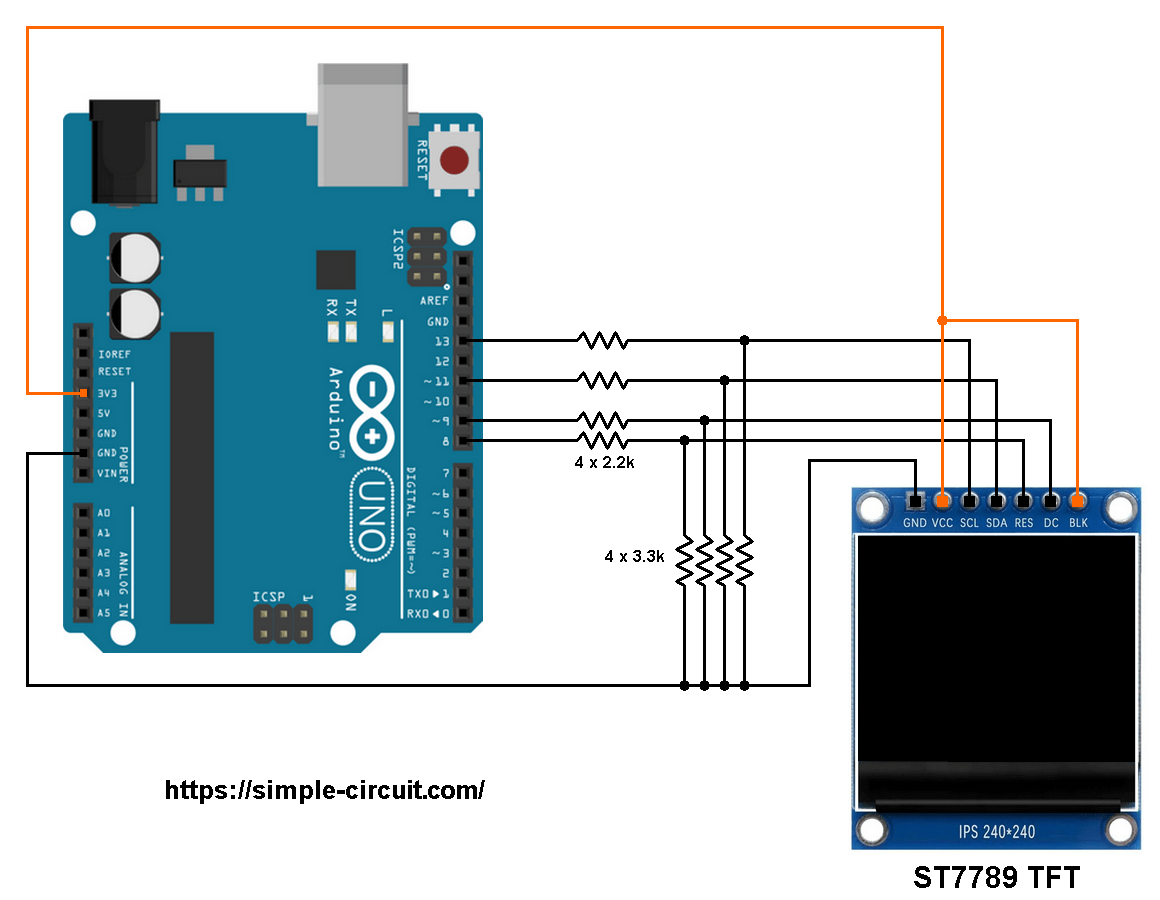 RESET
ICSP2
AREF
GND
13
12
~11
~10
~9
8
7
~6
~5
4
~3
2
TX0▶1
RX0◀0
RX
TX
L
Arduino™
UNO
DIGITAL (PWM=~)
ON
ICSP
1
IOREF
RESET
3V3
5V
GND
GND
VIN
POWER
A0
A1
A2
A3
A4
A5
ANALOG IN
4 x 2.2k
4 x 3.3k
GND VCC SCL SDA RES DC BLK
IPS 240*240
ST7789 TFT
https://simple-circuit.com/